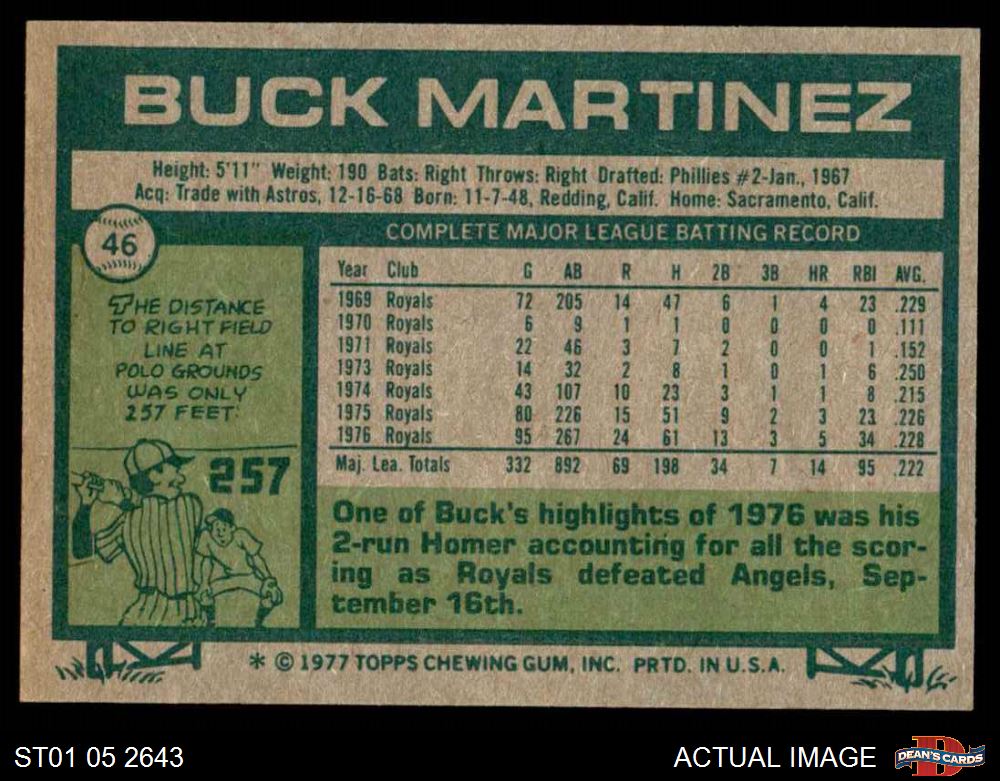 BUCK MARTINEZ
Height: 5'11" Weight: 190 Bats: Right Throws: Right Drafted: Phillies #2-Jan., 1967
Acq: Trade with Astros, 12-16-68 Born: 11-7-48, Redding, Calif. Home: Sacramento, Calif.
46
COMPLETE MAJOR LEAGUE BATTING RECORD
Year Club G AB R H 2B 3B HR RBI AVG.
1969 Royals 72 205 14 47 6 1 4 23 .229
1970 Royals 6 9 1 1 0 0 0 0 .111
1971 Royals 22 46 3 7 2 0 0 1 .152
1973 Royals 14 32 2 8 1 0 1 6 .250
1974 Royals 43 107 10 23 3 1 1 8 .215
1975 Royals 80 226 15 51 9 2 3 23 .226
1976 Royals 95 267 24 61 13 3 5 34 .228
Maj. Lea. Totals 332 892 69 198 34 7 14 95 .222
THE DISTANCE
TO RIGHT FIELD
LINE AT
POLO GROUNDS
WAS ONLY
257 FEET.
257
One of Buck's highlights of 1976 was his
2-run Homer accounting for all the scor-
ing as Royals defeated Angels, Sep-
tember 16th.
* © 1977 TOPPS CHEWING GUM, INC. PRTD. IN U.S.A.
ST01 05 2643
ACTUAL IMAGE
DEAN'S CARDS